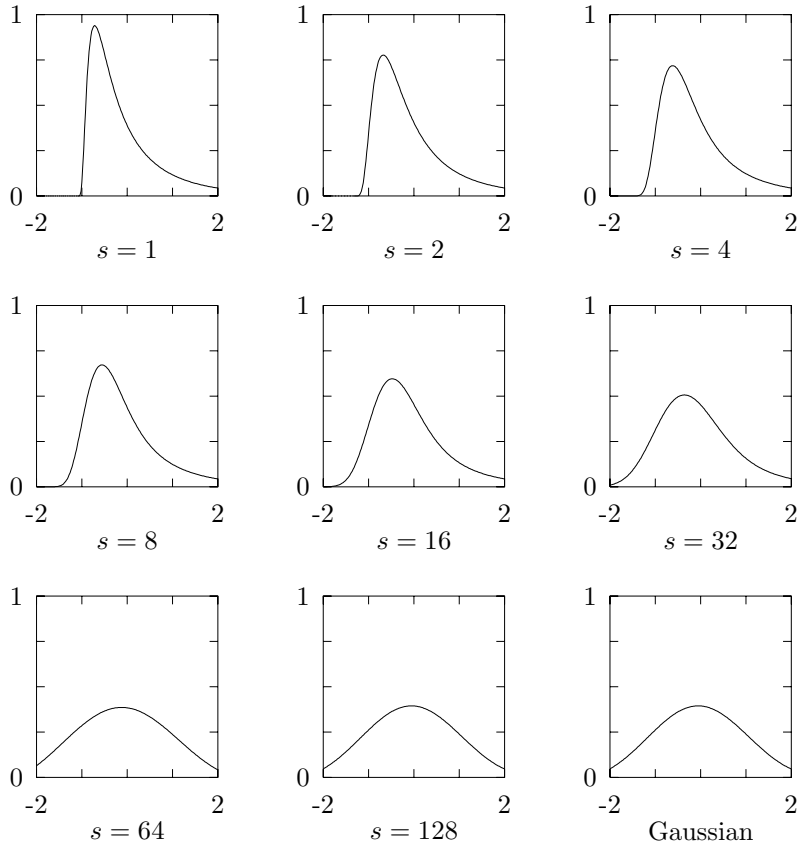 1 1 1
0 0 0
-2 2 -2 2 -2 2
s = 1 s = 2 s = 4
1 1 1
0 0 0
-2 2 -2 2 -2 2
s = 8 s = 16 s = 32
1 1 1
0 0 0
-2 2 -2 2 -2 2
s = 64 s = 128 Gaussian